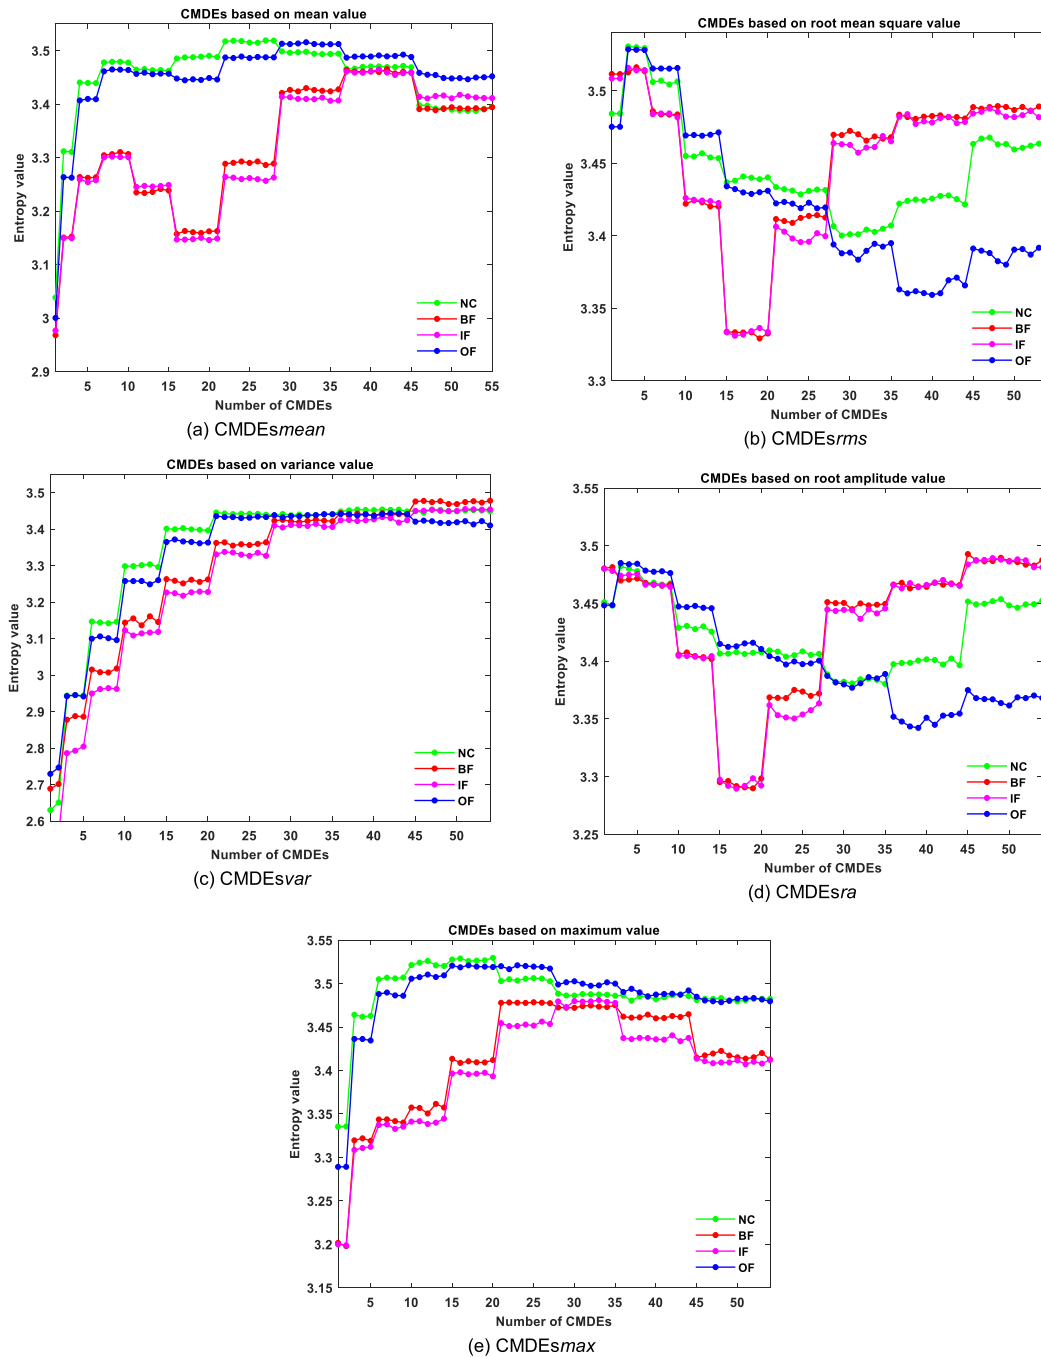 CMDEs based on mean value
3.5
3.4
3.3
3.2
3.1
3
2.9
Entropy value
NC
BF
IF
OF
5 10 15 20 25 30 35 40 45 50 55
Number of CMDEs
(a) CMDEsmean
CMDEs based on root mean square value
3.5
3.45
3.4
3.35
3.3
Entropy value
NC
BF
IF
OF
5 10 15 20 25 30 35 40 45 50
Number of CMDEs
(b) CMDEsrms
CMDEs based on variance value
3.5
3.4
3.3
3.2
3.1
3
2.9
2.8
2.7
2.6
Entropy value
NC
BF
IF
OF
5 10 15 20 25 30 35 40 45 50
Number of CMDEs
(c) CMDEsvar
CMDEs based on root amplitude value
3.55
3.5
3.45
3.4
3.35
3.3
3.25
Entropy value
NC
BF
IF
OF
5 10 15 20 25 30 35 40 45 50
Number of CMDEs
(d) CMDEsra
CMDEs based on maximum value
3.55
3.5
3.45
3.4
3.35
3.3
3.25
3.2
3.15
Entropy value
NC
BF
IF
OF
5 10 15 20 25 30 35 40 45 50
Number of CMDEs
(e) CMDEsmax